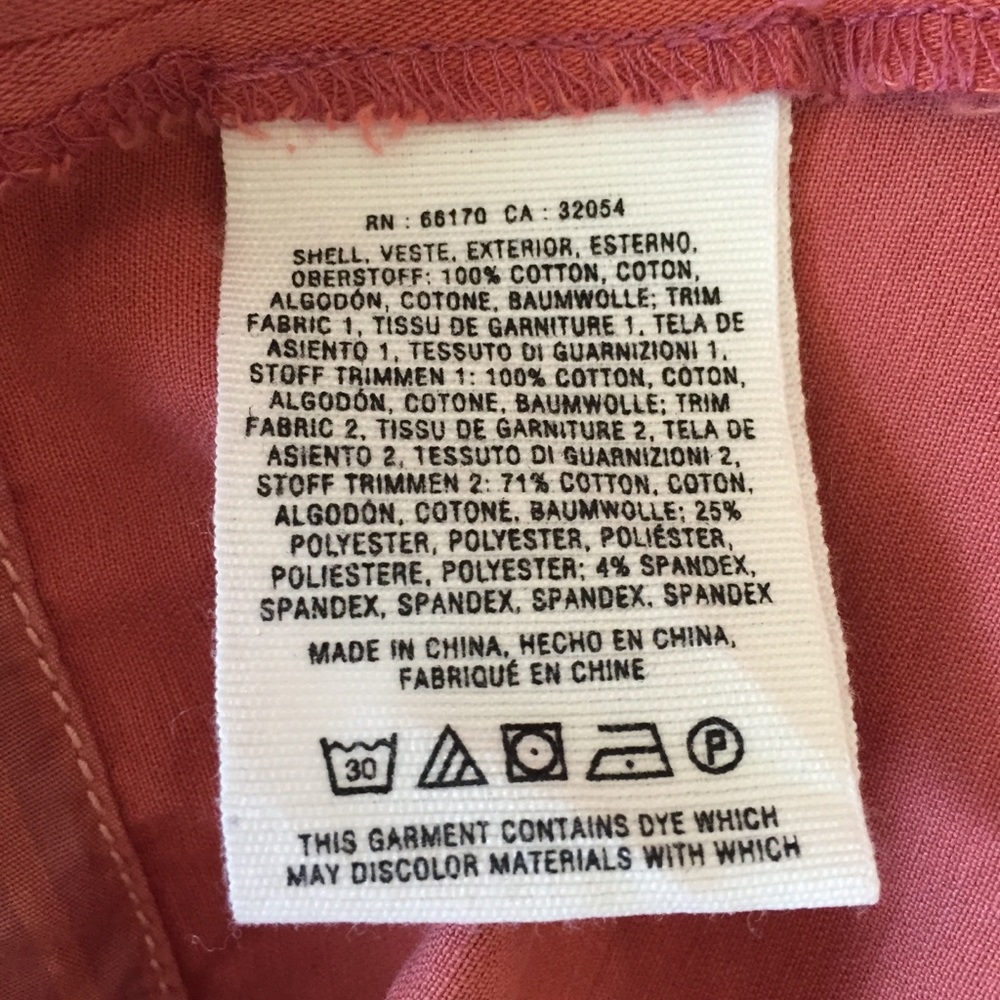 RN : 66170 CA : 32054
SHELL, VESTE, EXTERIOR, ESTERNO,
OBERSTOFF: 100% COTTON, COTON,
ALGODÓN, COTONE, BAUMWOLLE; TRIM
FABRIC 1, TISSU DE GARNITURE 1, TELA DE
ASIENTO 1, TESSUTO DI GUARNIZIONI 1,
STOFF TRIMMEN 1: 100% COTTON, COTON,
ALGODÓN, COTONE, BAUMWOLLE; TRIM
FABRIC 2, TISSU DE GARNITURE 2, TELA DE
ASIENTO 2, TESSUTO DI GUARNIZIONI 2,
STOFF TRIMMEN 2: 71% COTTON, COTON,
ALGODÓN, COTONE, BAUMWOLLE; 25%
POLYESTER, POLYESTER, POLIÉSTER,
POLIESTERE, POLYESTER; 4% SPANDEX,
SPANDEX, SPANDEX, SPANDEX, SPANDEX
MADE IN CHINA, HECHO EN CHINA,
FABRIQUÉ EN CHINE
30 P
THIS GARMENT CONTAINS DYE WHICH
MAY DISCOLOR MATERIALS WITH WHICH